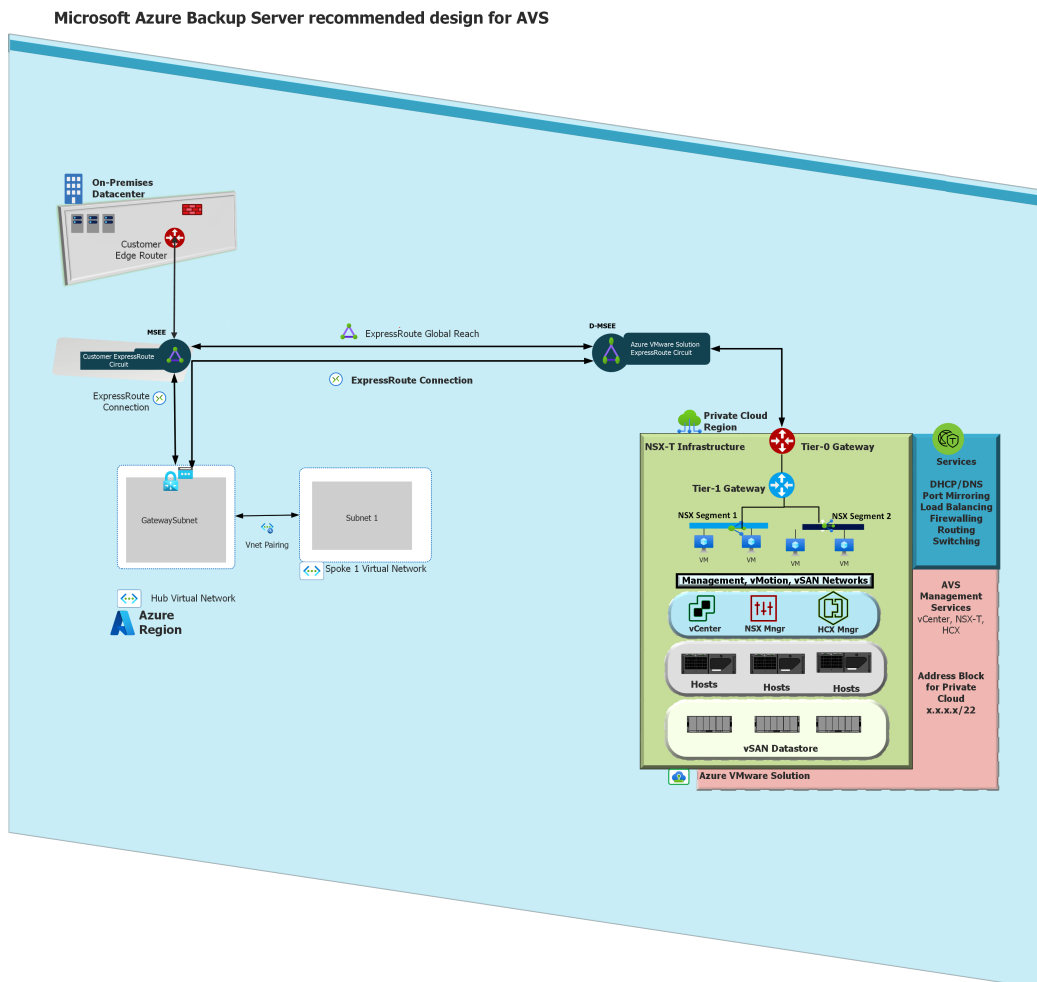 Microsoft Azure Backup Server recommended design for AVS
On-Premises
Datacenter
Customer
Edge Router
MSEE
Customer ExpressRoute
Circuit
ExpressRoute
Connection
ExpressRoute Global Reach
ExpressRoute Connection
D-MSEE
Azure VMware Solution
ExpressRoute Circuit
GatewaySubnet
Vnet Pairing
Subnet 1
Spoke 1 Virtual Network
Hub Virtual Network
Azure
Region
Private Cloud
Region
NSX-T Infrastructure
Tier-0 Gateway
Tier-1 Gateway
NSX Segment 1
NSX Segment 2
VM
VM
VM
VM
Management, vMotion, vSAN Networks
vCenter
NSX Mngr
HCX Mngr
Hosts
Hosts
Hosts
vSAN Datastore
Azure VMware Solution
Services
DHCP/DNS
Port Mirroring
Load Balancing
Firewalling
Routing
Switching
AVS
Management
Services
vCenter, NSX-T,
HCX
Address Block
for Private
Cloud
x.x.x.x/22